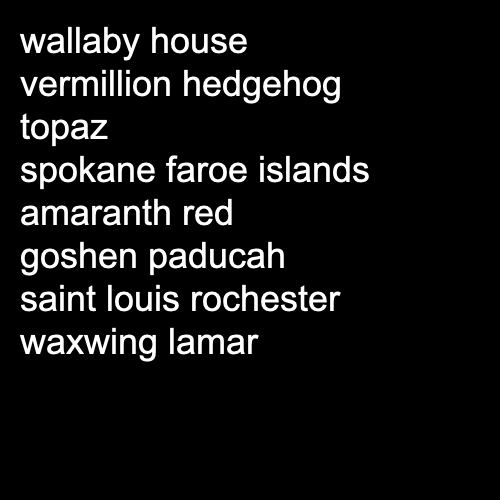 wallaby house
vermillion hedgehog
topaz
spokane faroe islands
amaranth red
goshen paducah
saint louis rochester
waxwing lamar